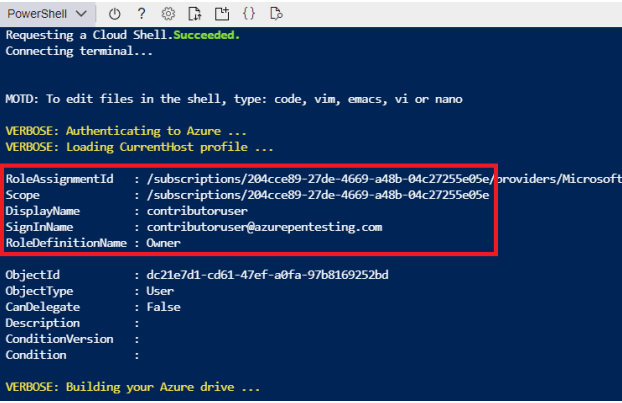 PowerShell
Requesting a Cloud Shell.Succeeded.
Connecting terminal...
MOTD: To edit files in the shell, type: code, vim, emacs, vi or nano
VERBOSE: Authenticating to Azure ...
VERBOSE: Loading CurrentHost profile ...
RoleAssignmentId : /subscriptions/204cce89-27de-4669-a48b-04c27255e05e/providers/Microsoft
Scope : /subscriptions/204cce89-27de-4669-a48b-04c27255e05e
DisplayName : contributoruser
SignInName : contributoruser@azurepentesting.com
RoleDefinitionName : Owner
ObjectId : dc21e7d1-cd61-47ef-a0fa-97b8169252bd
ObjectType : User
CanDelegate : False
Description :
ConditionVersion :
Condition :
VERBOSE: Building your Azure drive ...